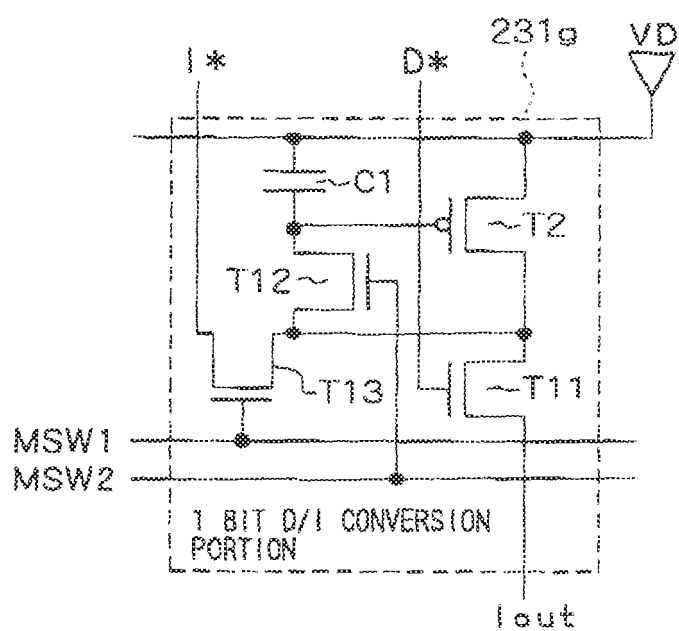 231g
VD
I*
D*
C1
T2
T12
T13
T11
MSW1
MSW2
1 BIT D/I CONVERSION
PORTION
Iout